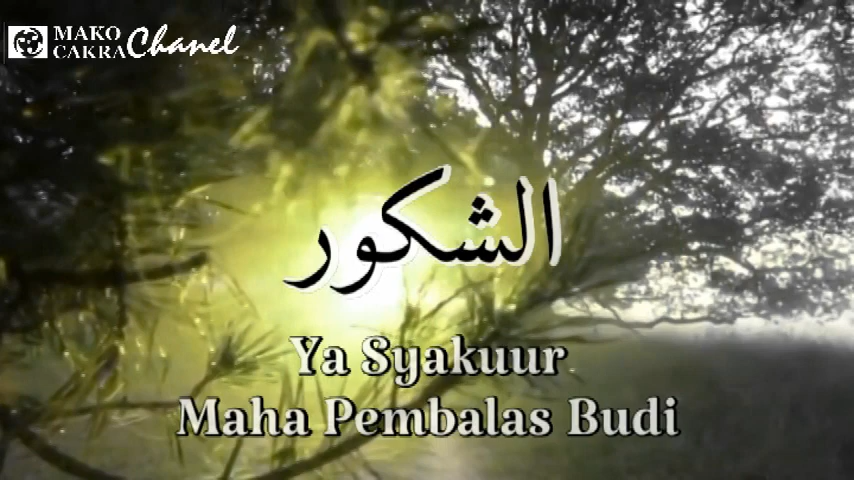 MAKO
CAKRA Chanel
الشكور
Ya Syakuur
Maha Pembalas Budi